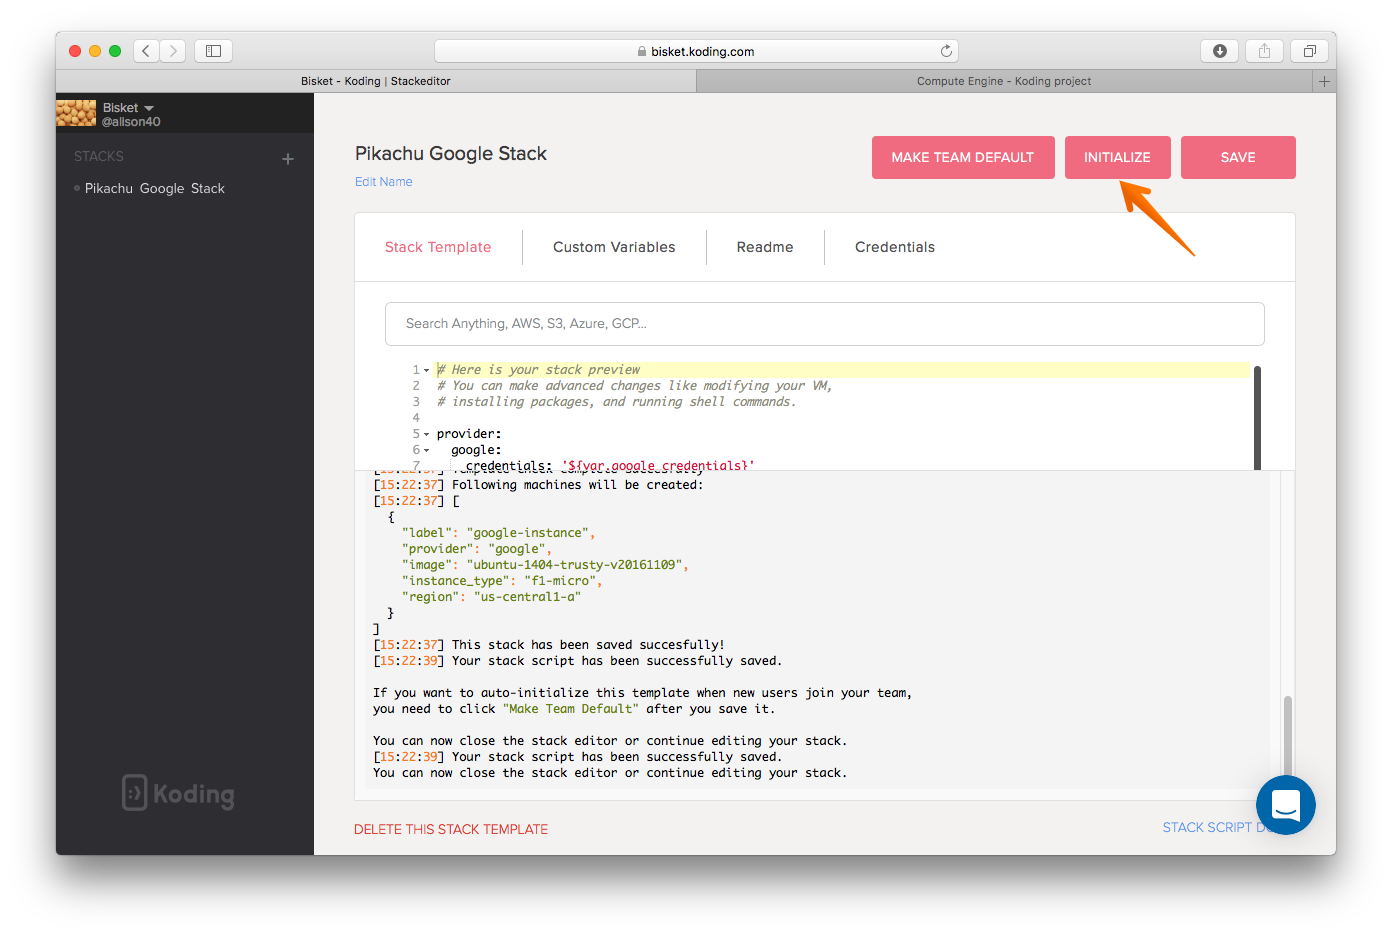 bisket.koding.com
Bisket - Koding | Stackeditor
Compute Engine - Koding project
Bisket
@alison40
STACKS
Pikachu Google Stack
Koding
Pikachu Google Stack
Edit Name
MAKE TEAM DEFAULT
INITIALIZE
SAVE
Stack Template
Custom Variables
Readme
Credentials
Search Anything, AWS, S3, Azure, GCP...
1 # Here is your stack preview
2 # You can make advanced changes like modifying your VM,
3 # installing packages, and running shell commands.
4
5 provider:
6 google:
7 credentials: '${var.google_credentials}'
[15:22:37] Template check complete succesfully
[15:22:37] Following machines will be created:
[15:22:37] [
{
"label": "google-instance",
"provider": "google",
"image": "ubuntu-1404-trusty-v20161109",
"instance_type": "f1-micro",
"region": "us-central1-a"
}
]
[15:22:37] This stack has been saved succesfully!
[15:22:39] Your stack script has been successfully saved.
If you want to auto-initialize this template when new users join your team,
you need to click "Make Team Default" after you save it.
You can now close the stack editor or continue editing your stack.
[15:22:39] Your stack script has been successfully saved.
You can now close the stack editor or continue editing your stack.
DELETE THIS STACK TEMPLATE
STACK SCRIPT